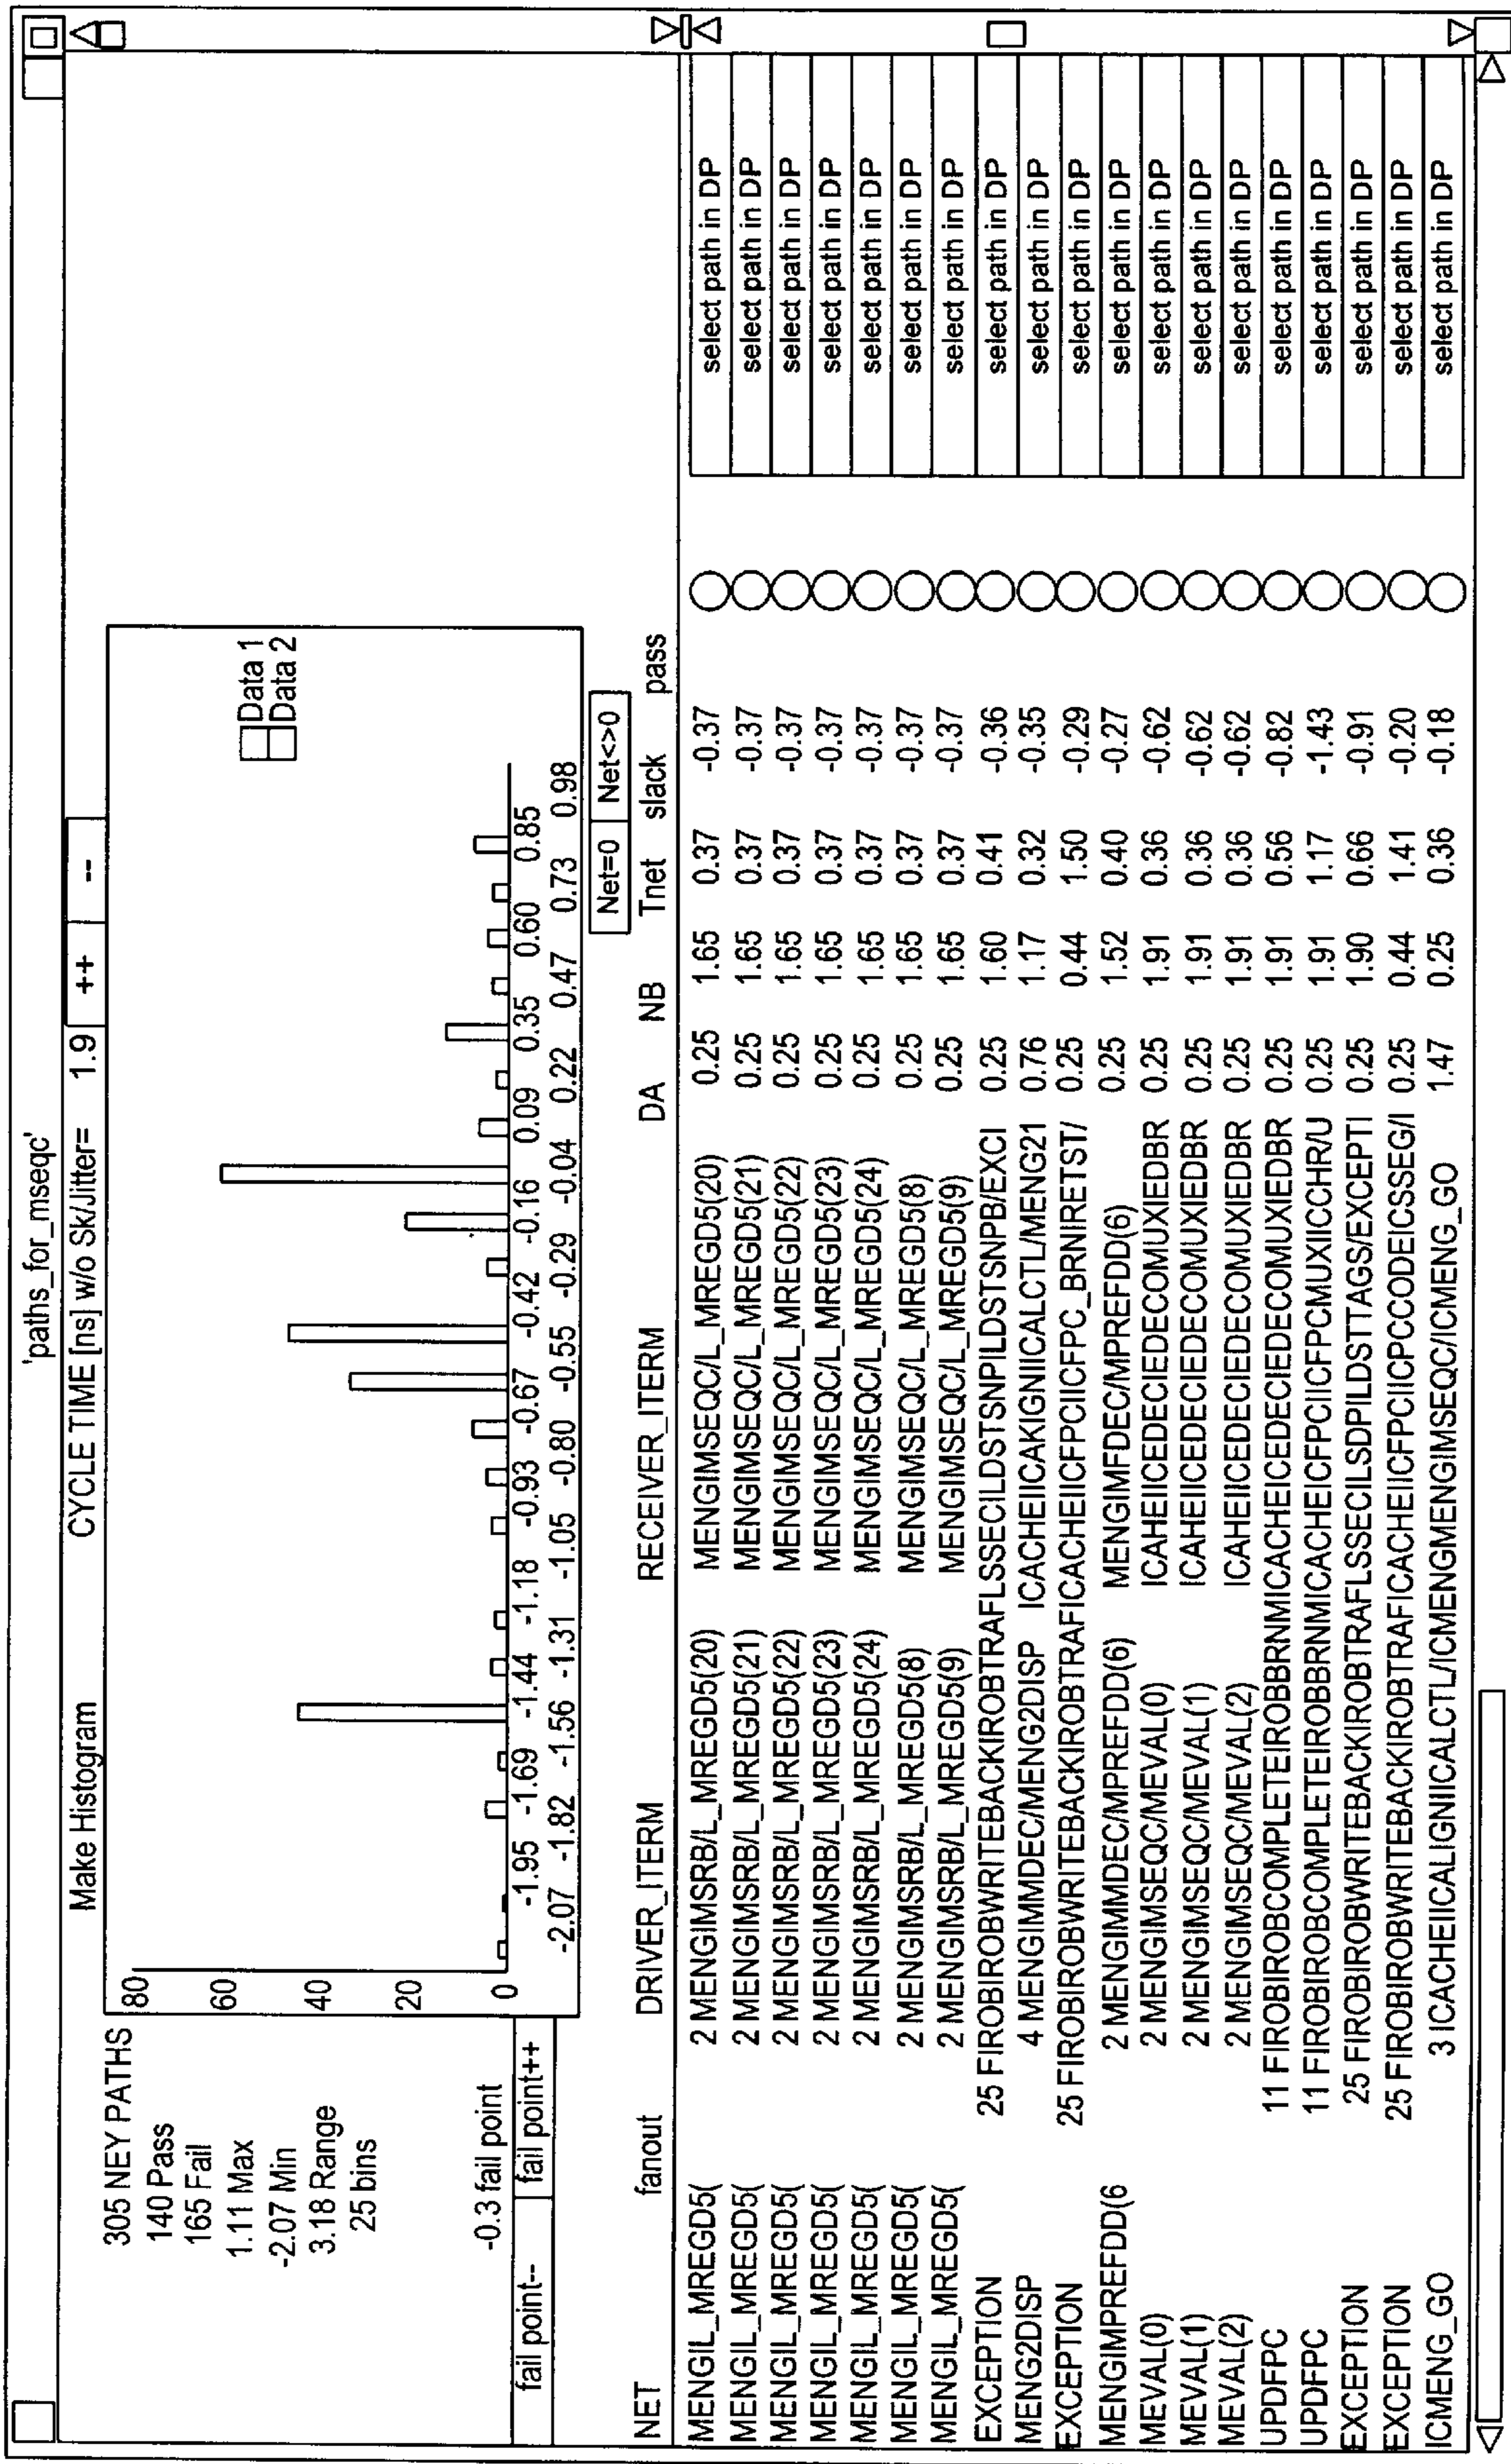 'paths_for_mseqc'
Make Histogram CYCLE TIME [ns] w/o Sk/Jitter= 1.9 ++ --
305 NEY PATHS
140 Pass
165 Fail
1.11 Max
-2.07 Min
3.18 Range
25 bins
-0.3 fail point
fail point-- fail point++
80
60
40
20
0
Data 1
Data 2
-1.95 -1.69 -1.44 -1.18 -0.93 -0.67 -0.42 -0.16 0.09 0.35 0.60 0.85
-2.07 -1.82 -1.56 -1.31 -1.05 -0.80 -0.55 -0.29 -0.04 0.22 0.47 0.73 0.98
Net=0 Net<>0
NET fanout DRIVER_ITERM RECEIVER_ITERM DA NB Tnet slack pass
MENGIL_MREGD5( 2 MENGIMSRB/L_MREGD5(20) MENGIMSEQC/L_MREGD5(20) 0.25 1.65 0.37 -0.37 select path in DP
MENGIL_MREGD5( 2 MENGIMSRB/L_MREGD5(21) MENGIMSEQC/L_MREGD5(21) 0.25 1.65 0.37 -0.37 select path in DP
MENGIL_MREGD5( 2 MENGIMSRB/L_MREGD5(22) MENGIMSEQC/L_MREGD5(22) 0.25 1.65 0.37 -0.37 select path in DP
MENGIL_MREGD5( 2 MENGIMSRB/L_MREGD5(23) MENGIMSEQC/L_MREGD5(23) 0.25 1.65 0.37 -0.37 select path in DP
MENGIL_MREGD5( 2 MENGIMSRB/L_MREGD5(24) MENGIMSEQC/L_MREGD5(24) 0.25 1.65 0.37 -0.37 select path in DP
MENGIL_MREGD5( 2 MENGIMSRB/L_MREGD5(8) MENGIMSEQC/L_MREGD5(8) 0.25 1.65 0.37 -0.37 select path in DP
MENGIL_MREGD5( 2 MENGIMSRB/L_MREGD5(9) MENGIMSEQC/L_MREGD5(9) 0.25 1.65 0.37 -0.37 select path in DP
EXCEPTION 25 FIROBIROBWRITEBACKIROBTRAFLSSECILDSTSNPILDSTSNPB/EXCI 0.25 1.60 0.41 -0.36 select path in DP
MENG2DISP 4 MENGIMMDEC/MENG2DISP ICACHEIICAKIGNIICALCTL/MENG21 0.76 1.17 0.32 -0.35 select path in DP
EXCEPTION 25 FIROBIROBWRITEBACKIROBTRAFICACHEIICFPCIICFPC_BRNIRETST/ 0.25 0.44 1.50 -0.29 select path in DP
MENGIMPREFDD(6 2 MENGIMMDEC/MPREFDD(6) MENGIMFDEC/MPREFDD(6) 0.25 1.52 0.40 -0.27 select path in DP
MEVAL(0) 2 MENGIMSEQC/MEVAL(0) ICAHEIICEDECIEDECOMUXIEDBR 0.25 1.91 0.36 -0.62 select path in DP
MEVAL(1) 2 MENGIMSEQC/MEVAL(1) ICAHEIICEDECIEDECOMUXIEDBR 0.25 1.91 0.36 -0.62 select path in DP
MEVAL(2) 2 MENGIMSEQC/MEVAL(2) ICAHEIICEDECIEDECOMUXIEDBR 0.25 1.91 0.36 -0.62 select path in DP
UPDFPC 11 FIROBIROBCOMPLETEIROBBRNMICACHEICEDECIEDECOMUXIEDBR 0.25 1.91 0.56 -0.82 select path in DP
UPDFPC 11 FIROBIROBCOMPLETEIROBBRNMICACHEICFPCIICFPCMUXIICCHR/U 0.25 1.91 1.17 -1.43 select path in DP
EXCEPTION 25 FIROBIROBWRITEBACKIROBTRAFLSSECILSDPILDSTTAGS/EXCEPTI 0.25 1.90 0.66 -0.91 select path in DP
EXCEPTION 25 FIROBIROBWRITEBACKIROBTRAFICACHEIICFPCIICPCCODEICSSEG/I 0.25 0.44 1.41 -0.20 select path in DP
ICMENG_GO 3 ICACHEIICALIGNIICALCTL/ICMENGMENGIMSEQC/ICMENG_GO 1.47 0.25 0.36 -0.18 select path in DP